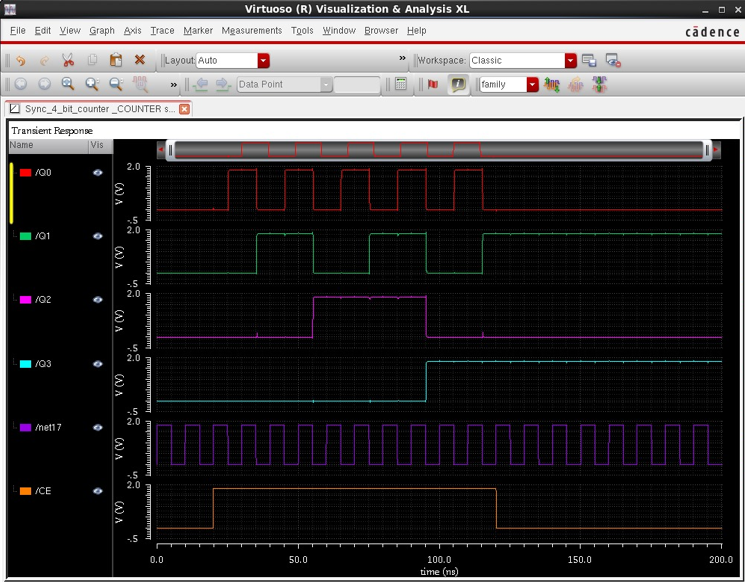 Virtuoso (R) Visualization & Analysis XL
File Edit View Graph Axis Trace Marker Measurements Tools Window Browser Help
cādence
Layout: Auto » Workspace: Classic
» Data Point family
Sync_4_bit_counter _COUNTER s...
Transient Response
Name Vis
/Q0
V (V)
2.0
-.5
/Q1
V (V)
2.0
-.5
/Q2
V (V)
2.0
-.5
/Q3
V (V)
2.0
-.5
/net17
V (V)
2.0
-.5
/CE
V (V)
2.0
-.5
0.0 50.0 100.0 150.0 200.0
time (ns)